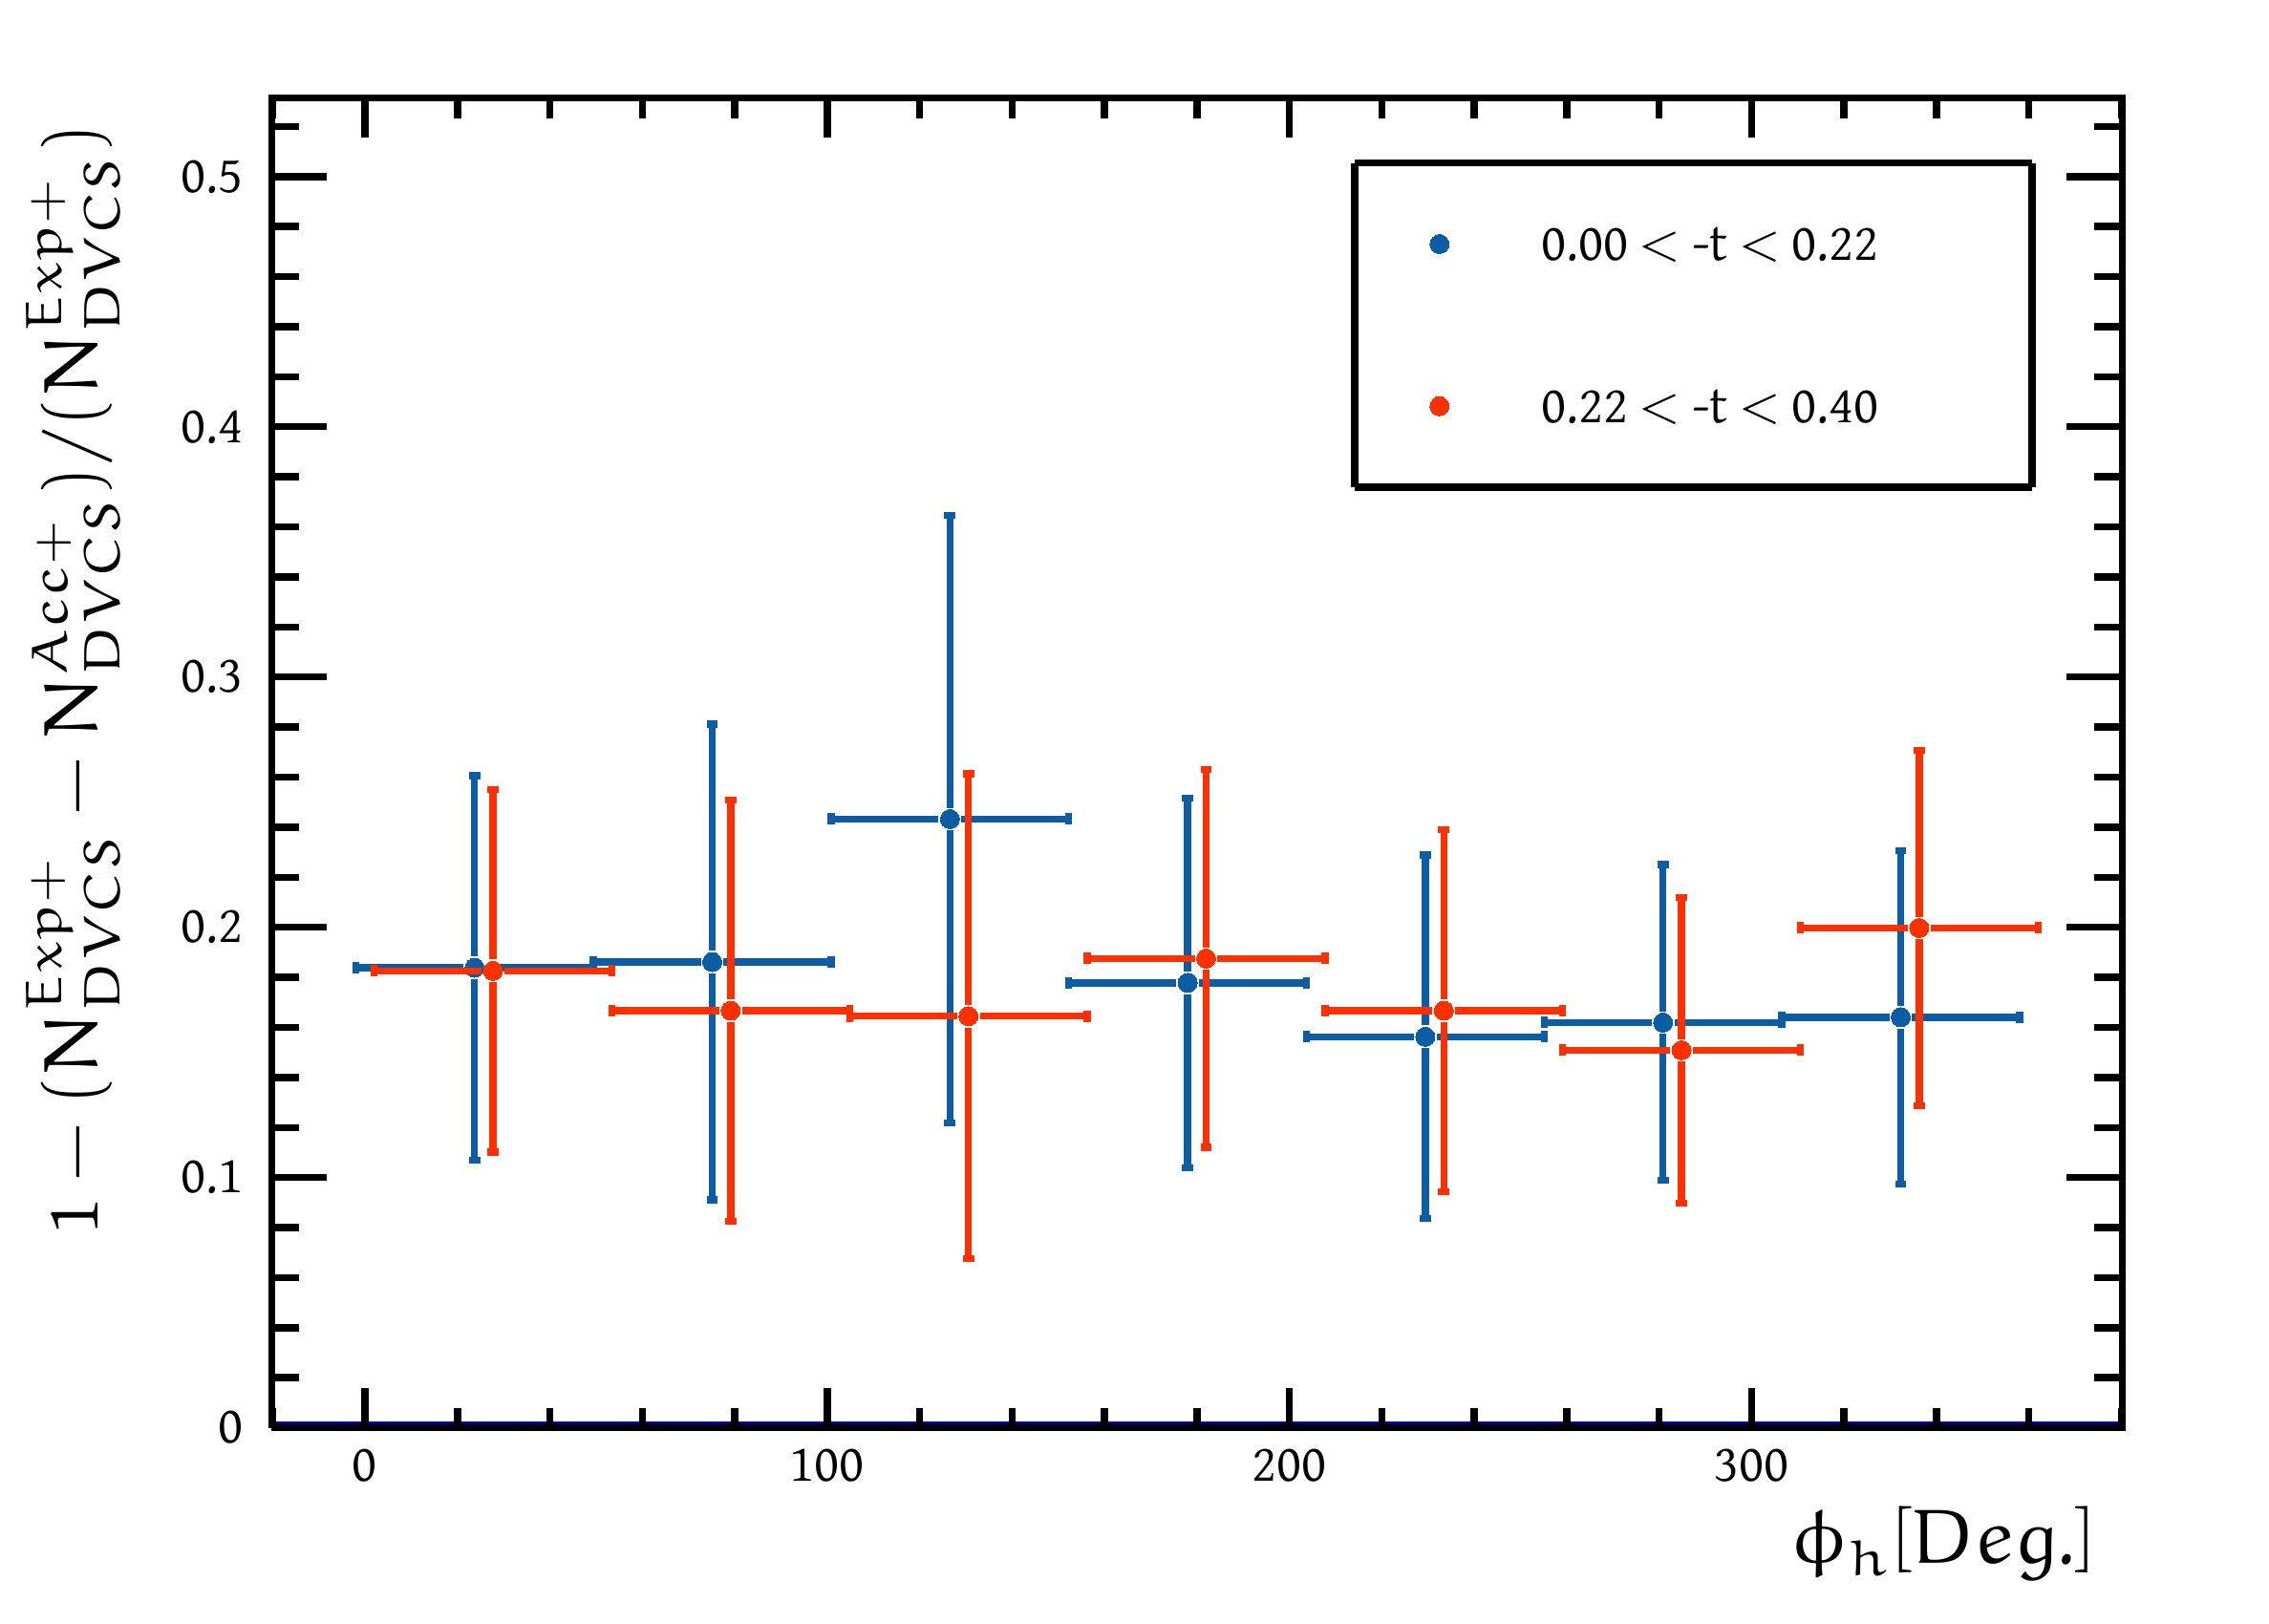 1 − (N^{Exp+}_{DVCS} − N^{Acc+}_{DVCS})/(N^{Exp+}_{DVCS})
0.5
0.4
0.3
0.2
0.1
0
0 100 200 300
0.00 < -t < 0.22
0.22 < -t < 0.40
ϕ_h[Deg.]